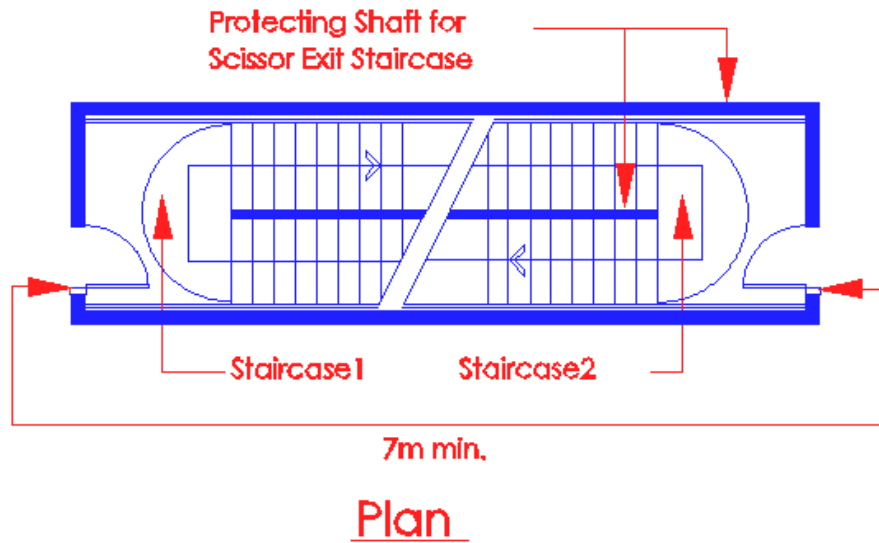 Protecting Shaft for
Scissor Exit Staircase
Staircase1
Staircase2
7m min.
Plan